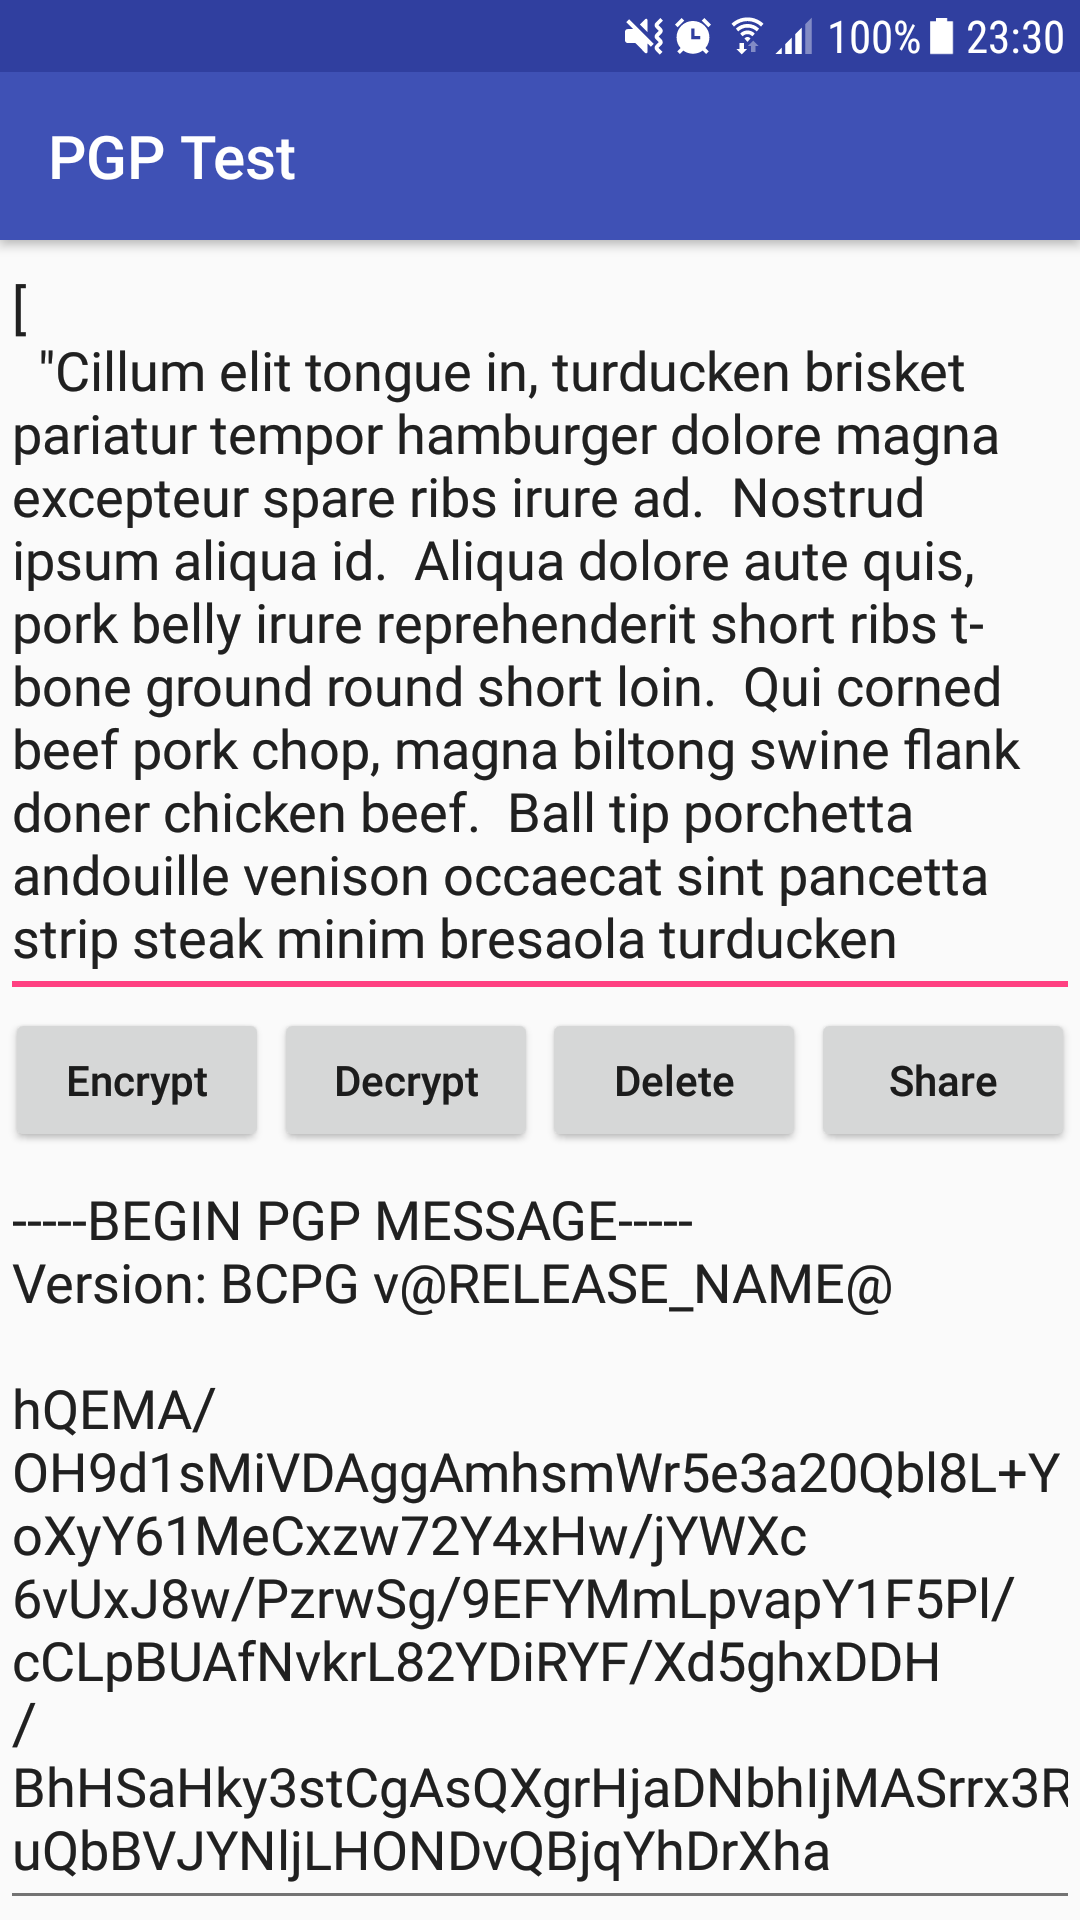 100% 23:30
PGP Test
[
"Cillum elit tongue in, turducken brisket
pariatur tempor hamburger dolore magna
excepteur spare ribs irure ad.  Nostrud
ipsum aliqua id.  Aliqua dolore aute quis,
pork belly irure reprehenderit short ribs t-
bone ground round short loin.  Qui corned
beef pork chop, magna biltong swine flank
doner chicken beef.  Ball tip porchetta
andouille venison occaecat sint pancetta
strip steak minim bresaola turducken
Encrypt Decrypt Delete Share
-----BEGIN PGP MESSAGE-----
Version: BCPG v@RELEASE_NAME@
hQEMA/
OH9d1sMiVDAggAmhsmWr5e3a20Qbl8L+Y
oXyY61MeCxzw72Y4xHw/jYWXc
6vUxJ8w/PzrwSg/9EFYMmLpvapY1F5Pl/
cCLpBUAfNvkrL82YDiRYF/Xd5ghxDDH
/
BhHSaHky3stCgAsQXgrHjaDNbhIjMASrrx3R
uQbBVJYNljLHONDvQBjqYhDrXha